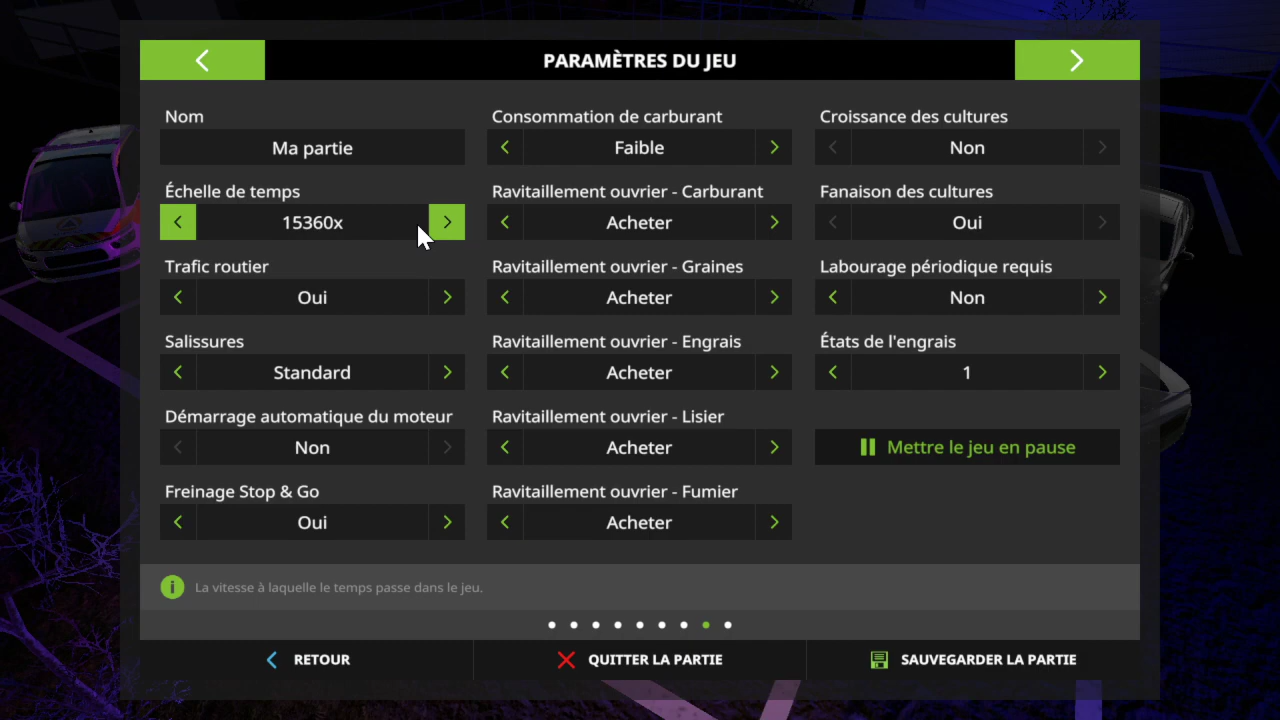 PARAMÈTRES DU JEU
Nom
Ma partie
Échelle de temps
15360x
Trafic routier
Oui
Salissures
Standard
Démarrage automatique du moteur
Non
Freinage Stop & Go
Oui
Consommation de carburant
Faible
Ravitaillement ouvrier - Carburant
Acheter
Ravitaillement ouvrier - Graines
Acheter
Ravitaillement ouvrier - Engrais
Acheter
Ravitaillement ouvrier - Lisier
Acheter
Ravitaillement ouvrier - Fumier
Acheter
Croissance des cultures
Non
Fanaison des cultures
Oui
Labourage périodique requis
Non
États de l'engrais
1
Mettre le jeu en pause
La vitesse à laquelle le temps passe dans le jeu.
RETOUR
QUITTER LA PARTIE
SAUVEGARDER LA PARTIE